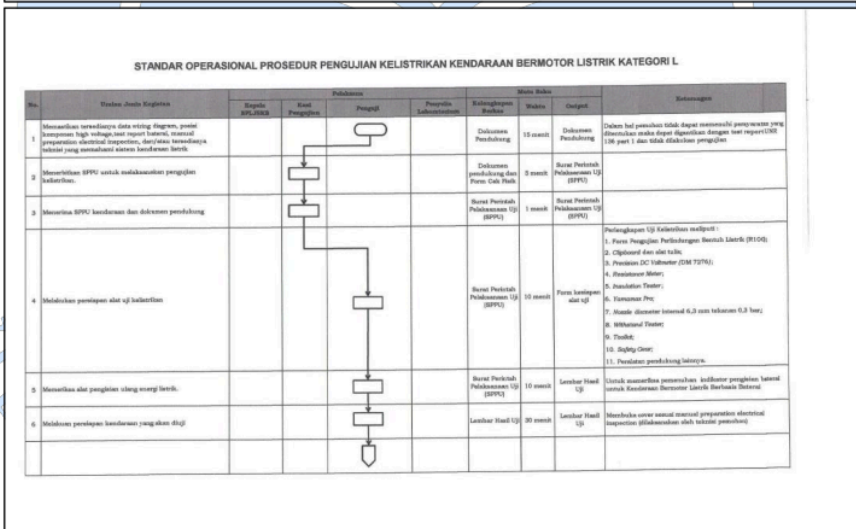 STANDAR OPERASIONAL PROSEDUR PENGUJIAN KELISTRIKAN KENDARAAN BERMOTOR LISTRIK KATEGORI L
No.
Uraian Jenis Kegiatan
Pelaksana
Mutu Baku
Keterangan
Kepala
BPLJSKB
Kasi
Pengujian
Penguji
Penyelia
Laboratorium
Kelengkapan
Berkas
Waktu
Output
1
Memastikan tersedianya data wiring diagram, posisi
komponen high voltage, test report baterai, manual
preparation electrical inspection, dan/atau tersedianya
teknisi yang memahami sistem kendaraan listrik
Dokumen
Pendukung
15 menit
Dokumen
Pendukung
Dalam hal pemohon tidak dapat memenuhi persyaratan yang
ditentukan maka dapat digantikan dengan test report UNR
136 part 1 dan tidak dilakukan pengujian
2
Menerbitkan SPPU untuk melaksanakan pengujian
kelistrikan.
Dokumen
pendukung dan
Form Cek Fisik
5 menit
Surat Perintah
Pelaksanaan Uji
(SPPU)
3
Menerima SPPU kendaraan dan dokumen pendukung
Surat Perintah
Pelaksanaan Uji
(SPPU)
1 menit
Surat Perintah
Pelaksanaan Uji
(SPPU)
4
Melakukan persiapan alat uji kelistrikan
Surat Perintah
Pelaksanaan Uji
(SPPU)
10 menit
Form kesiapan
alat uji
Perlengkapan Uji Kelistrikan meliputi :
1. Form Pengujian Perlindungan Sentuh Listrik (R100);
2. Clipboard dan alat tulis;
3. Precision DC Voltmeter (DM 7276);
4. Resistance Meter;
5. Insulation Tester;
6. Yamamas Pro;
7. Nozzle diameter internal 6,3 mm tekanan 0,3 bar;
8. Withstand Tester;
9. Toolkit;
10. Safety Gear;
11. Peralatan pendukung lainnya.
5
Memeriksa alat pengisian ulang energi listrik.
Surat Perintah
Pelaksanaan Uji
(SPPU)
10 menit
Lembar Hasil
Uji
Untuk memeriksa pemenuhan indikator pengisian baterai
untuk Kendaraan Bermotor Listrik Berbasis Baterai
6
Melakuan persiapan kendaraan yang akan diuji
Lembar Hasil Uji
30 menit
Lembar Hasil
Uji
Membuka cover sesuai manual preparation electrical
inspection (dilaksanakan oleh teknisi pemohon)